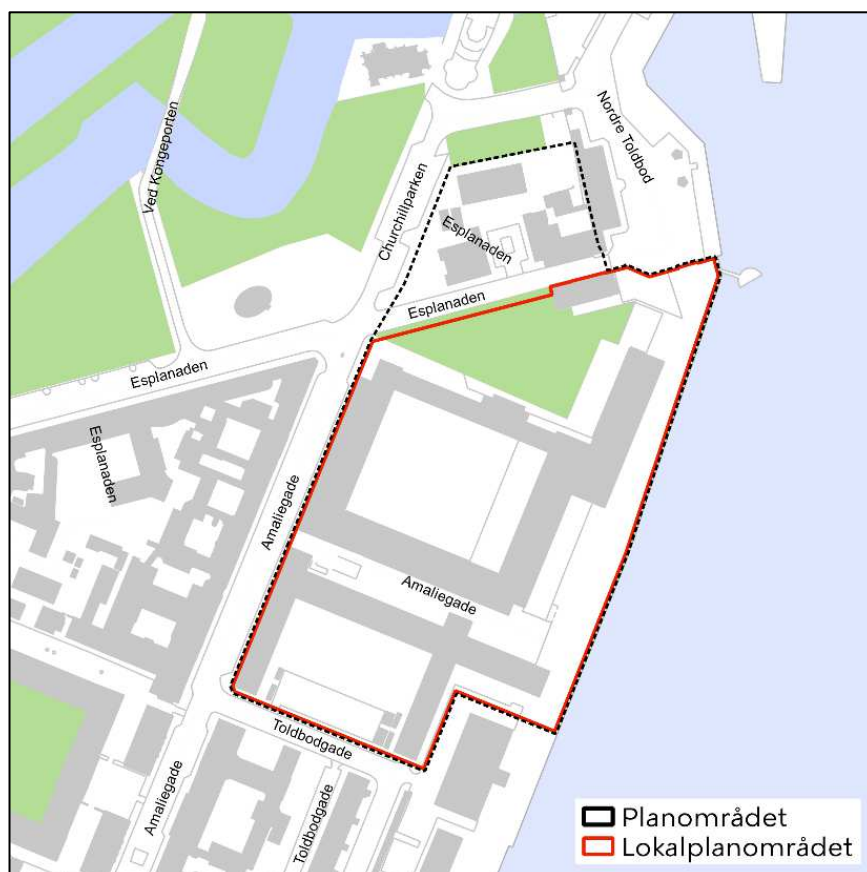 Ved Kongeporten
Nordre Toldbod
Churchillparken
Esplanaden
Esplanaden
Esplanaden
Esplanaden
Amaliegade
Amaliegade
Toldbodgade
Amaliegade
Toldbodgade
Planområdet
Lokalplanområdet